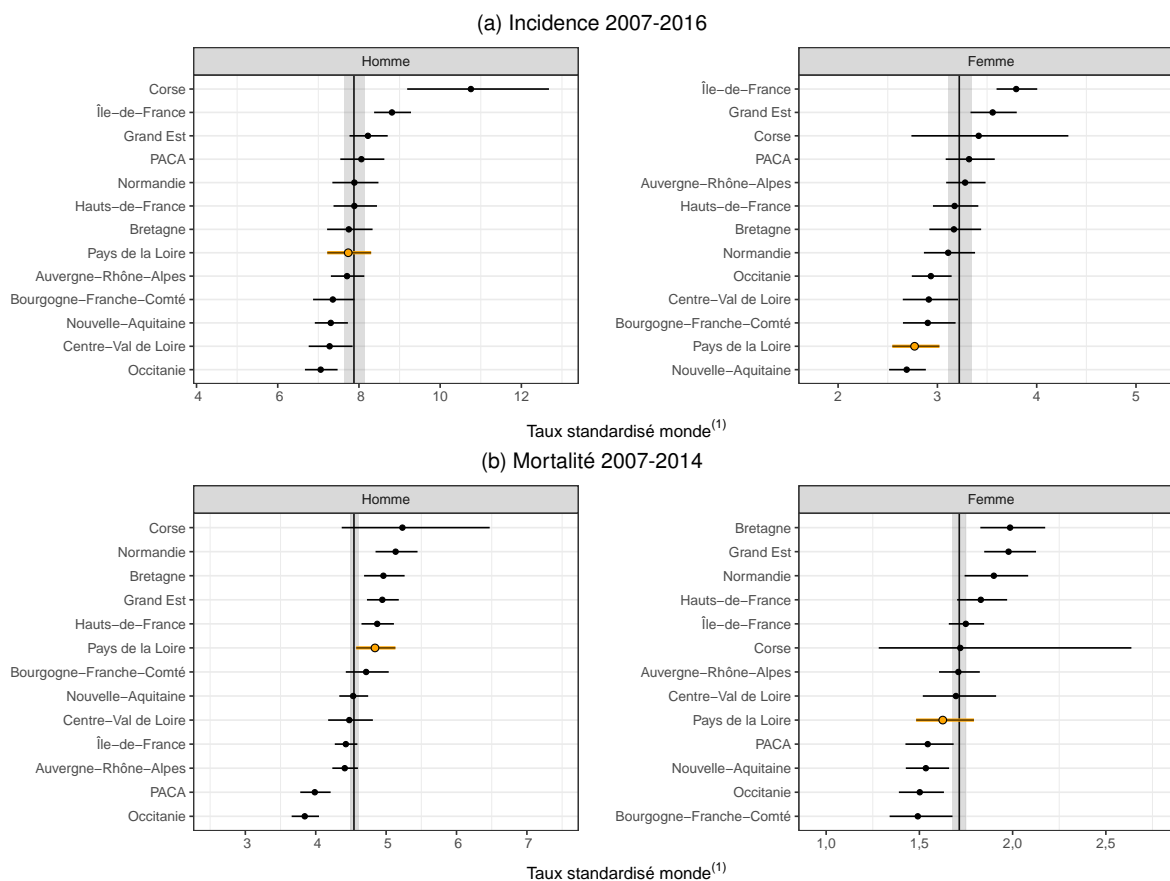 (a) Incidence 2007-2016
Homme
Corse
Île−de−France
Grand Est
PACA
Normandie
Hauts−de−France
Bretagne
Pays de la Loire
Auvergne−Rhône−Alpes
Bourgogne−Franche−Comté
Nouvelle−Aquitaine
Centre−Val de Loire
Occitanie
4 6 8 10 12
Femme
Île−de−France
Grand Est
Corse
PACA
Auvergne−Rhône−Alpes
Hauts−de−France
Bretagne
Normandie
Occitanie
Centre−Val de Loire
Bourgogne−Franche−Comté
Pays de la Loire
Nouvelle−Aquitaine
2 3 4 5
Taux standardisé monde(1)
(b) Mortalité 2007-2014
Homme
Corse
Normandie
Bretagne
Grand Est
Hauts−de−France
Pays de la Loire
Bourgogne−Franche−Comté
Nouvelle−Aquitaine
Centre−Val de Loire
Île−de−France
Auvergne−Rhône−Alpes
PACA
Occitanie
3 4 5 6 7
Femme
Bretagne
Grand Est
Normandie
Hauts−de−France
Île−de−France
Corse
Auvergne−Rhône−Alpes
Centre−Val de Loire
Pays de la Loire
PACA
Nouvelle−Aquitaine
Occitanie
Bourgogne−Franche−Comté
1,0 1,5 2,0 2,5
Taux standardisé monde(1)